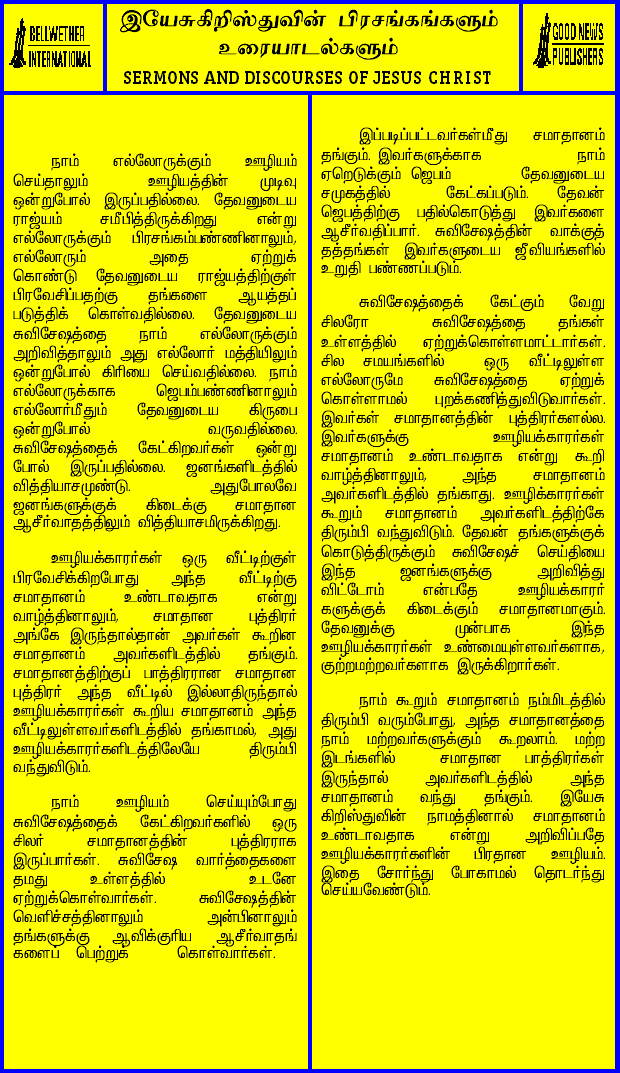 BELLWETHER
INTERNATIONAL
இயேசுகிறிஸ்துவின் பிரசங்கங்களும்
உரையாடல்களும்
SERMONS AND DISCOURSES OF JESUS CHRIST
GOOD NEWS
PUBLISHERS
நாம் எல்லோருக்கும் ஊழியம்
செய்தாலும் ஊழியத்தின் முடிவு
ஒன்றுபோல் இருப்பதில்லை. தேவனுடைய
ராஜ்யம் சமீபித்திருக்கிறது என்று
எல்லோருக்கும் பிரசங்கம்பண்ணினாலும்,
எல்லோரும் அதை ஏற்றுக்
கொண்டு தேவனுடைய ராஜ்யத்திற்குள்
பிரவேசிப்பதற்கு தங்களை ஆயத்தப்
படுத்திக் கொள்வதில்லை. தேவனுடைய
சுவிசேஷத்தை நாம் எல்லோருக்கும்
அறிவித்தாலும் அது எல்லோர் மத்தியிலும்
ஒன்றுபோல் கிரியை செய்வதில்லை. நாம்
எல்லோருக்காக ஜெபம்பண்ணினாலும்
எல்லோர்மீதும் தேவனுடைய கிருபை
ஒன்றுபோல் வருவதில்லை.
சுவிசேஷத்தைக் கேட்கிறவர்கள் ஒன்று
போல் இருப்பதில்லை. ஜனங்களிடத்தில்
வித்தியாசமுண்டு. அதுபோலவே
ஜனங்களுக்குக் கிடைக்கு சமாதான
ஆசீர்வாதத்திலும் வித்தியாசமிருக்கிறது.
ஊழியக்காரர்கள் ஒரு வீட்டிற்குள்
பிரவேசிக்கிறபோது அந்த வீட்டிற்கு
சமாதானம் உண்டாவதாக என்று
வாழ்த்தினாலும், சமாதான புத்திரர்
அங்கே இருந்தால்தான் அவர்கள் கூறின
சமாதானம் அவர்களிடத்தில் தங்கும்.
சமாதானத்திற்குப் பாத்திரரான சமாதான
புத்திரர் அந்த வீட்டில் இல்லாதிருந்தால்
ஊழியக்காரர்கள் கூறிய சமாதானம் அந்த
வீட்டிலுள்ளவர்களிடத்தில் தங்காமல், அது
ஊழியக்காரர்களிடத்திலேயே திரும்பி
வந்துவிடும்.
நாம் ஊழியம் செய்யும்போது
சுவிசேஷத்தைக் கேட்கிறவர்களில் ஒரு
சிலர் சமாதானத்தின் புத்திரராக
இருப்பார்கள். சுவிசேஷ வார்த்தைகளை
தமது உள்ளத்தில் உடனே
ஏற்றுக்கொள்வார்கள். சுவிசேஷத்தின்
வெளிச்சத்தினாலும் அன்பினாலும்
தங்களுக்கு ஆவிக்குரிய ஆசீர்வாதங்
களைப் பெற்றுக் கொள்வார்கள்.
இப்படிப்பட்டவர்கள்மீது சமாதானம்
தங்கும். இவர்களுக்காக நாம்
ஏறெடுக்கும் ஜெபம் தேவனுடைய
சமுகத்தில் கேட்கப்படும். தேவன்
ஜெபத்திற்கு பதில்கொடுத்து இவர்களை
ஆசீர்வதிப்பார். சுவிசேஷத்தின் வாக்குத்
தத்தங்கள் இவர்களுடைய ஜீவியங்களில்
உறுதி பண்ணப்படும்.
சுவிசேஷத்தைக் கேட்கும் வேறு
சிலரோ சுவிசேஷத்தை தங்கள்
உள்ளத்தில் ஏற்றுக்கொள்ளமாட்டார்கள்.
சில சமயங்களில் ஒரு வீட்டிலுள்ள
எல்லோருமே சுவிசேஷத்தை ஏற்றுக்
கொள்ளாமல் புறக்கணித்துவிடுவார்கள்.
இவர்கள் சமாதானத்தின் புத்திரர்களல்ல.
இவர்களுக்கு ஊழியக்காரர்கள்
சமாதானம் உண்டாவதாக என்று கூறி
வாழ்த்தினாலும், அந்த சமாதானம்
அவர்களிடத்தில் தங்காது. ஊழிக்காரர்கள்
கூறும் சமாதானம் அவர்களிடத்திற்கே
திரும்பி வந்துவிடும். தேவன் தங்களுக்குக்
கொடுத்திருக்கும் சுவிசேஷச் செய்தியை
இந்த ஜனங்களுக்கு அறிவித்து
விட்டோம் என்பதே ஊழியக்காரர்
களுக்குக் கிடைக்கும் சமாதானமாகும்.
தேவனுக்கு முன்பாக இந்த
ஊழியக்காரர்கள் உண்மையுள்ளவர்களாக,
குற்றமற்றவர்களாக இருக்கிறார்கள்.
நாம் கூறும் சமாதானம் நம்மிடத்தில்
திரும்பி வரும்போது, அந்த சமாதானத்தை
நாம் மற்றவர்களுக்கும் கூறலாம். மற்ற
இடங்களில் சமாதான பாத்திரர்கள்
இருந்தால் அவர்களிடத்தில் அந்த
சமாதானம் வந்து தங்கும். இயேசு
கிறிஸ்துவின் நாமத்தினால் சமாதானம்
உண்டாவதாக என்று அறிவிப்பதே
ஊழியக்காரர்களின் பிரதான ஊழியம்.
இதை சோர்ந்து போகாமல் தொடர்ந்து
செய்யவேண்டும்.